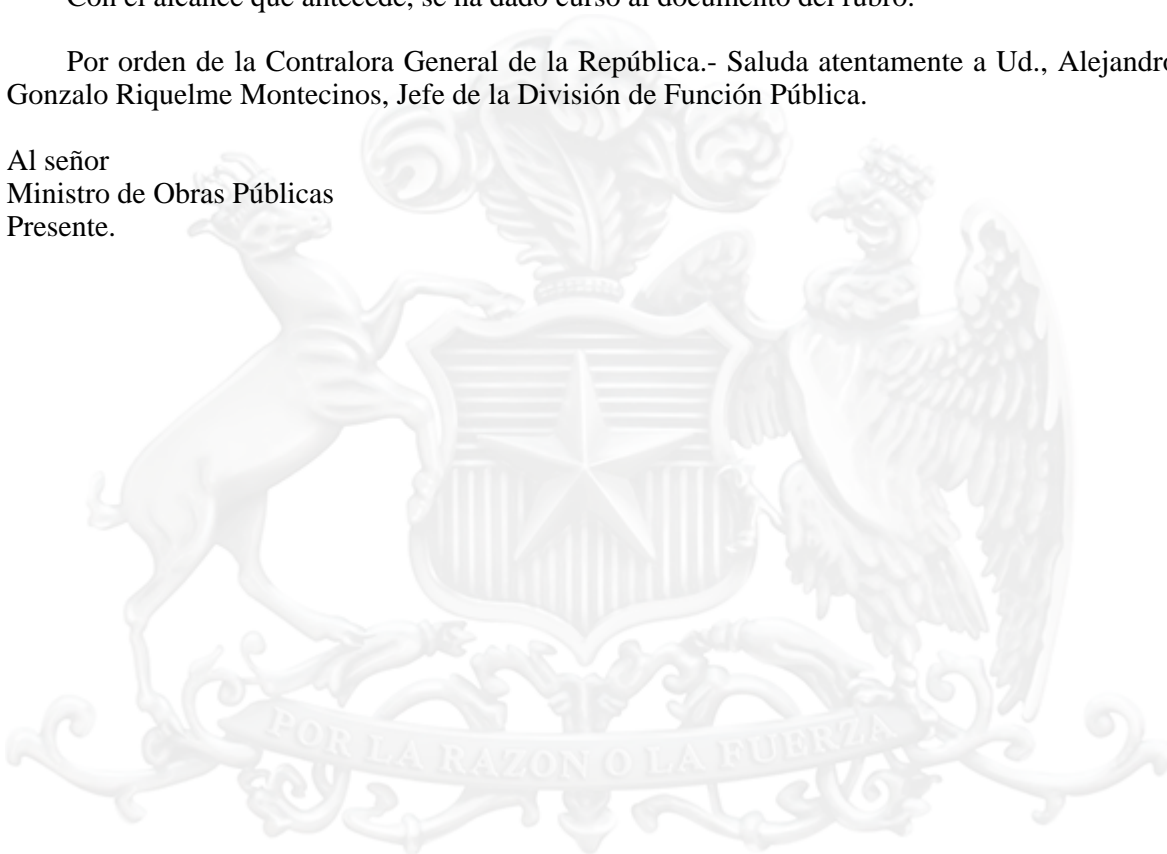 Con el alcance que antecede, se ha dado curso al documento del rubro.
Por orden de la Contralora General de la República.- Saluda atentamente a Ud., Alejandro
Gonzalo Riquelme Montecinos, Jefe de la División de Función Pública.
Al señor
Ministro de Obras Públicas
Presente.
POR LA RAZON O LA FUERZA